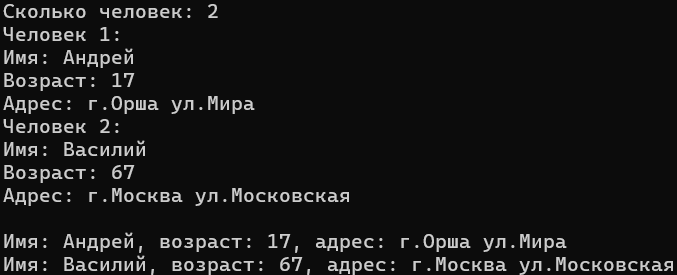 Сколько человек: 2
Человек 1:
Имя: Андрей
Возраст: 17
Адрес: г.Орша ул.Мира
Человек 2:
Имя: Василий
Возраст: 67
Адрес: г.Москва ул.Московская
Имя: Андрей, возраст: 17, адрес: г.Орша ул.Мира
Имя: Василий, возраст: 67, адрес: г.Москва ул.Московская